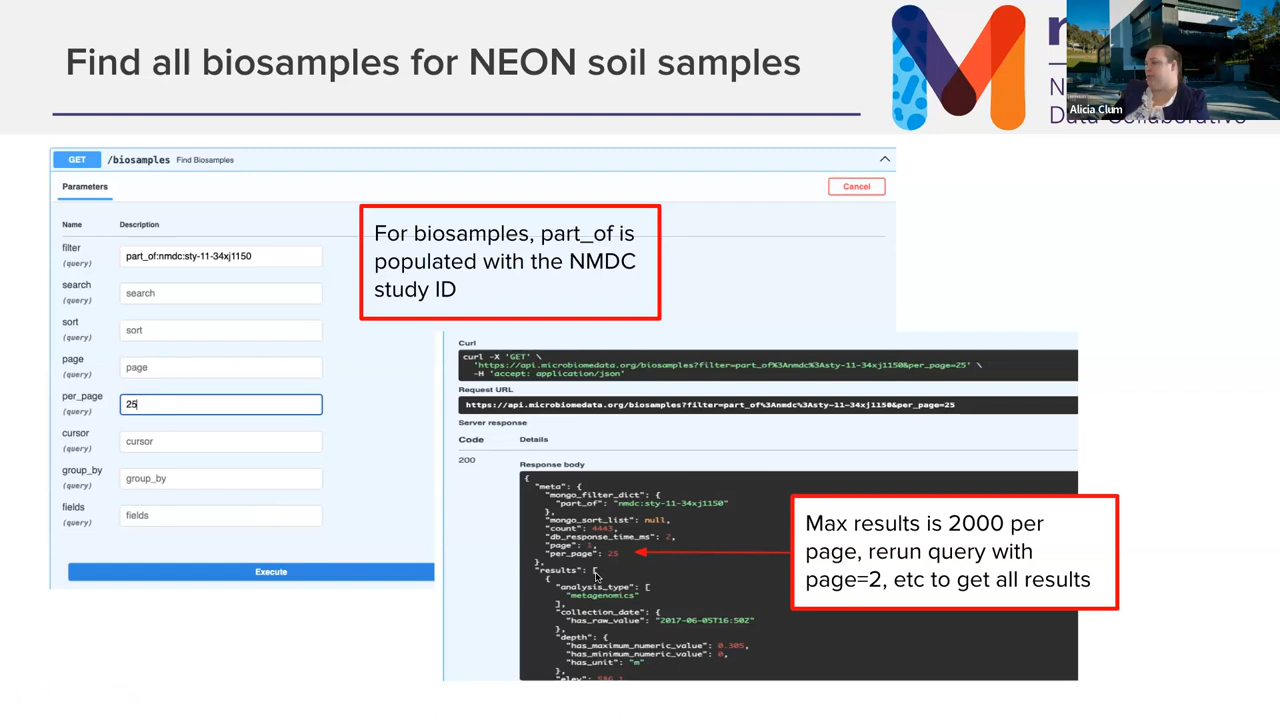 Find all biosamples for NEON soil samples
Alicia Clum
GET /biosamples Find Biosamples
Parameters
Cancel
Name Description
filter
(query)
part_of:nmdc:sty-11-34xj1150
search
(query)
search
sort
(query)
sort
page
(query)
page
per_page
(query)
25
cursor
(query)
cursor
group_by
(query)
group_by
fields
(query)
fields
Execute
For biosamples, part_of is
populated with the NMDC
study ID
Curl
curl -X 'GET' \
'https://api.microbiomedata.org/biosamples?filter=part_of%3Anmdc%3Asty-11-34xj1150&per_page=25' \
-H 'accept: application/json'
Request URL
https://api.microbiomedata.org/biosamples?filter=part_of%3Anmdc%3Asty-11-34xj1150&per_page=25
Server response
Code Details
200
Response body
{
"meta": {
"mongo_filter_dict": {
"part_of": "nmdc:sty-11-34xj1150"
},
"mongo_sort_list": null,
"count": 4443,
"db_response_time_ms": 2,
"page": 1,
"per_page": 25
},
"results": [
{
"analysis_type": [
"metagenomics"
],
"collection_date": {
"has_raw_value": "2017-06-05T16:50Z"
},
"depth": {
"has_maximum_numeric_value": 0.305,
"has_minimum_numeric_value": 0,
"has_unit": "m"
},
Max results is 2000 per
page, rerun query with
page=2, etc to get all results